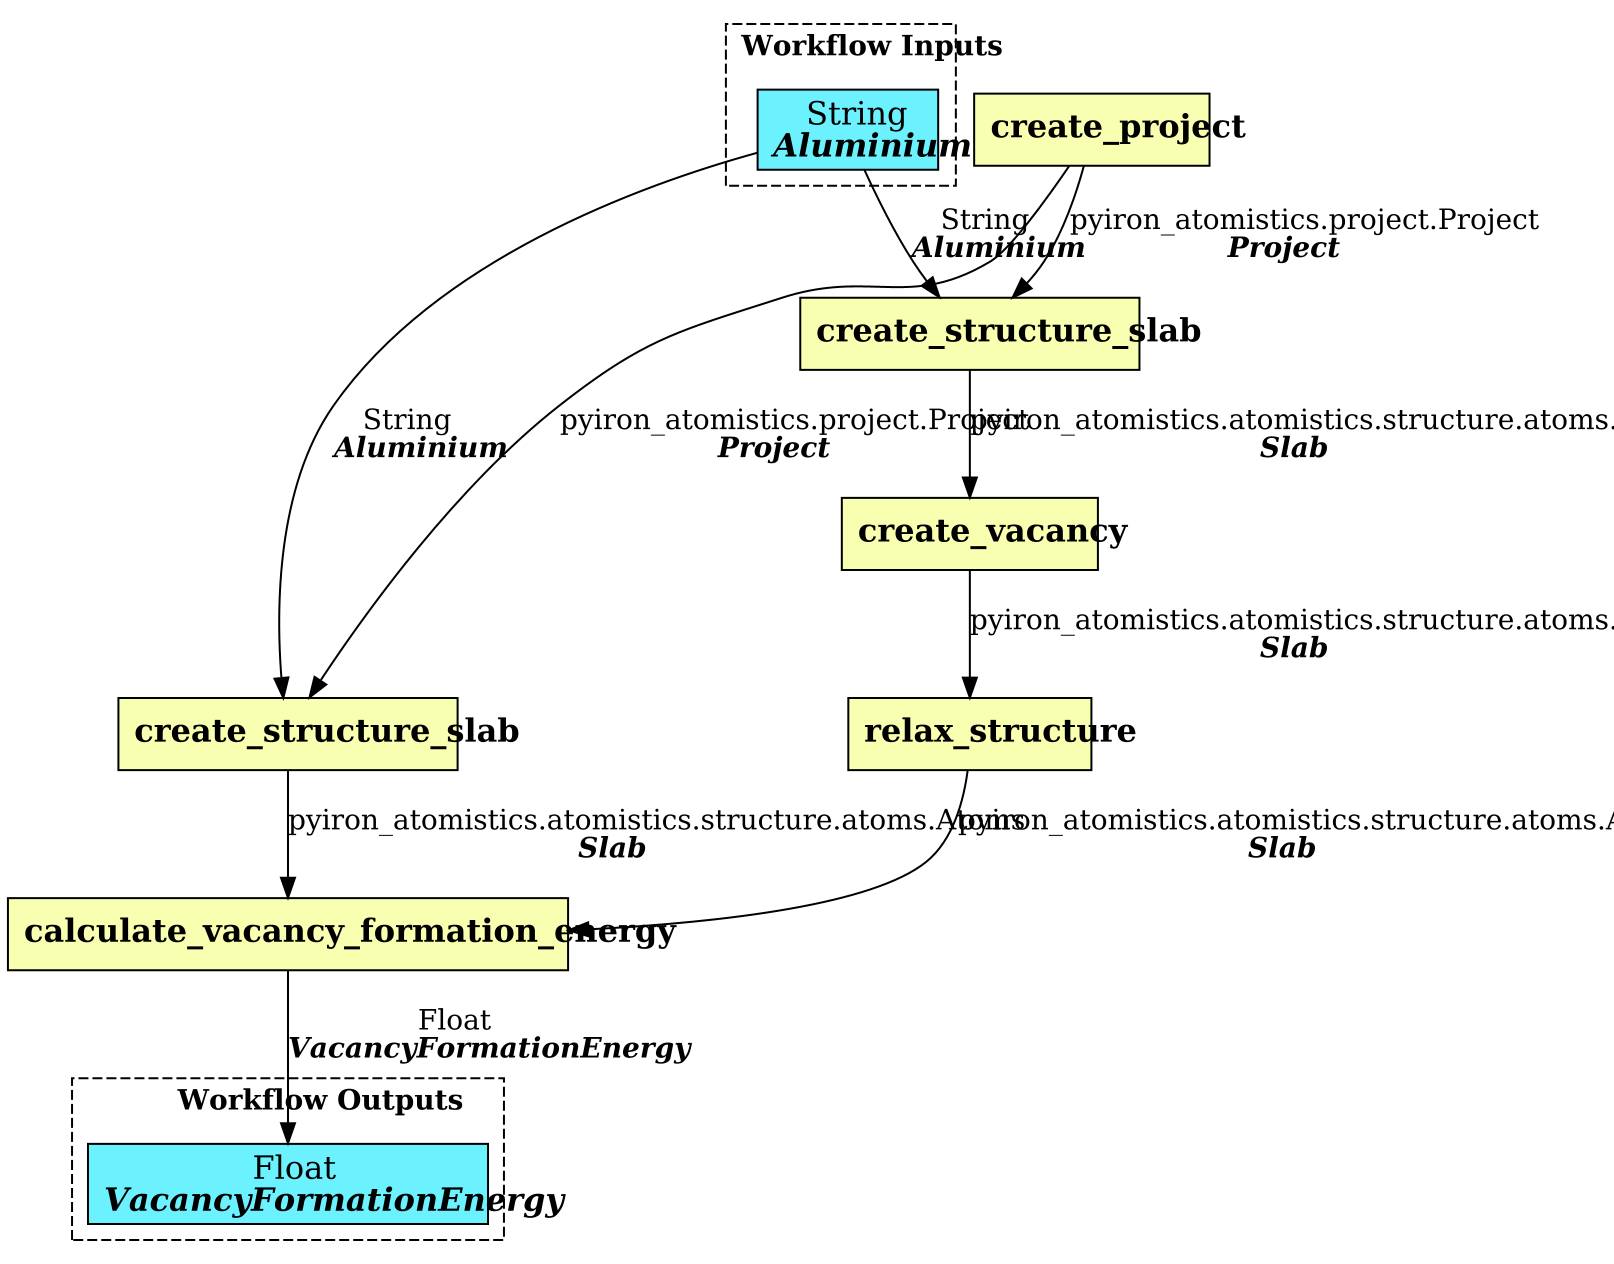 Workflow Inputs
String
Aluminium
create_project
String
Aluminium
pyiron_atomistics.project.Project
Project
create_structure_slab
String
Aluminium
pyiron_atomistics.project.Project
Project
pyiron_atomistics.atomistics.structure.atoms.
Slab
create_vacancy
pyiron_atomistics.atomistics.structure.atoms.
Slab
create_structure_slab
relax_structure
pyiron_atomistics.atomistics.structure.atoms.Atoms
Slab
pyiron_atomistics.atomistics.structure.atoms.A
Slab
calculate_vacancy_formation_energy
Float
VacancyFormationEnergy
Workflow Outputs
Float
VacancyFormationEnergy